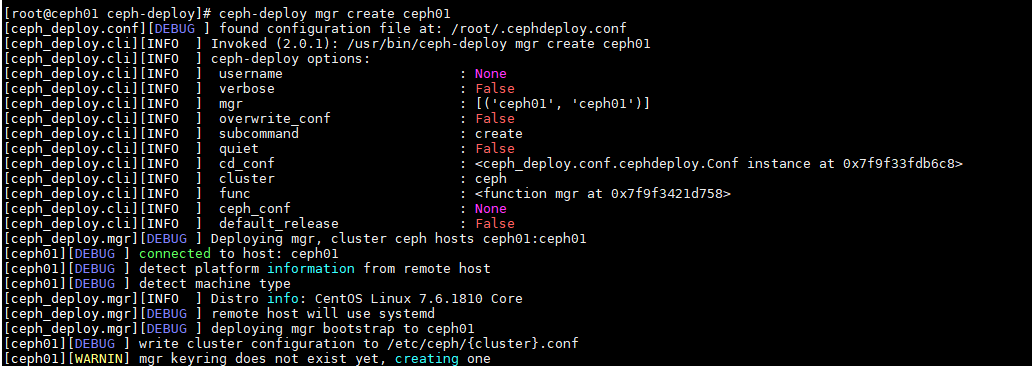 [root@ceph01 ceph-deploy]# ceph-deploy mgr create ceph01
[ceph_deploy.conf][DEBUG ] found configuration file at: /root/.cephdeploy.conf
[ceph_deploy.cli][INFO  ] Invoked (2.0.1): /usr/bin/ceph-deploy mgr create ceph01
[ceph_deploy.cli][INFO  ] ceph-deploy options:
[ceph_deploy.cli][INFO  ]  username                      : None
[ceph_deploy.cli][INFO  ]  verbose                       : False
[ceph_deploy.cli][INFO  ]  mgr                           : [('ceph01', 'ceph01')]
[ceph_deploy.cli][INFO  ]  overwrite_conf                : False
[ceph_deploy.cli][INFO  ]  subcommand                    : create
[ceph_deploy.cli][INFO  ]  quiet                         : False
[ceph_deploy.cli][INFO  ]  cd_conf                       : <ceph_deploy.conf.cephdeploy.Conf instance at 0x7f9f33fdb6c8>
[ceph_deploy.cli][INFO  ]  cluster                       : ceph
[ceph_deploy.cli][INFO  ]  func                          : <function mgr at 0x7f9f3421d758>
[ceph_deploy.cli][INFO  ]  ceph_conf                     : None
[ceph_deploy.cli][INFO  ]  default_release               : False
[ceph_deploy.mgr][DEBUG ] Deploying mgr, cluster ceph hosts ceph01:ceph01
[ceph01][DEBUG ] connected to host: ceph01
[ceph01][DEBUG ] detect platform information from remote host
[ceph01][DEBUG ] detect machine type
[ceph_deploy.mgr][INFO  ] Distro info: CentOS Linux 7.6.1810 Core
[ceph_deploy.mgr][DEBUG ] remote host will use systemd
[ceph_deploy.mgr][DEBUG ] deploying mgr bootstrap to ceph01
[ceph01][DEBUG ] write cluster configuration to /etc/ceph/{cluster}.conf
[ceph01][WARNIN] mgr keyring does not exist yet, creating one